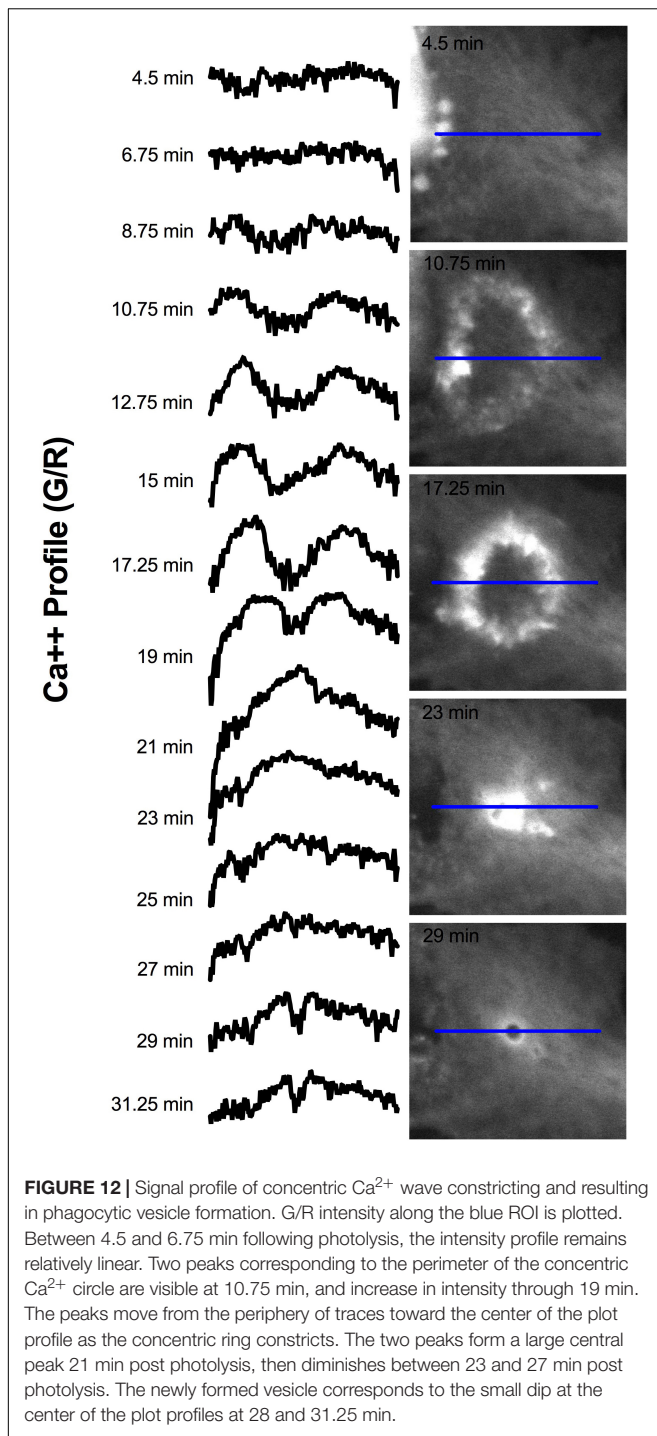 Ca++ Profile (G/R)
4.5 min
6.75 min
8.75 min
10.75 min
12.75 min
15 min
17.25 min
19 min
21 min
23 min
25 min
27 min
29 min
31.25 min
4.5 min
10.75 min
17.25 min
23 min
29 min
FIGURE 12 | Signal profile of concentric Ca²⁺ wave constricting and resulting
in phagocytic vesicle formation. G/R intensity along the blue ROI is plotted.
Between 4.5 and 6.75 min following photolysis, the intensity profile remains
relatively linear. Two peaks corresponding to the perimeter of the concentric
Ca²⁺ circle are visible at 10.75 min, and increase in intensity through 19 min.
The peaks move from the periphery of traces toward the center of the plot
profile as the concentric ring constricts. The two peaks form a large central
peak 21 min post photolysis, then diminishes between 23 and 27 min post
photolysis. The newly formed vesicle corresponds to the small dip at the
center of the plot profiles at 28 and 31.25 min.